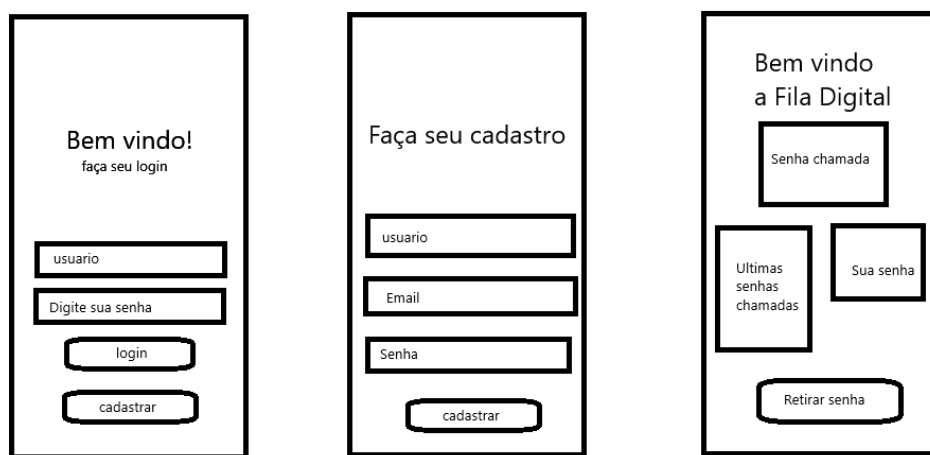 Bem vindo!
faça seu login
usuario
Digite sua senha
login
cadastrar
Faça seu cadastro
usuario
Email
Senha
cadastrar
Bem vindo
a Fila Digital
Senha chamada
Ultimas
senhas
chamadas
Sua senha
Retirar senha